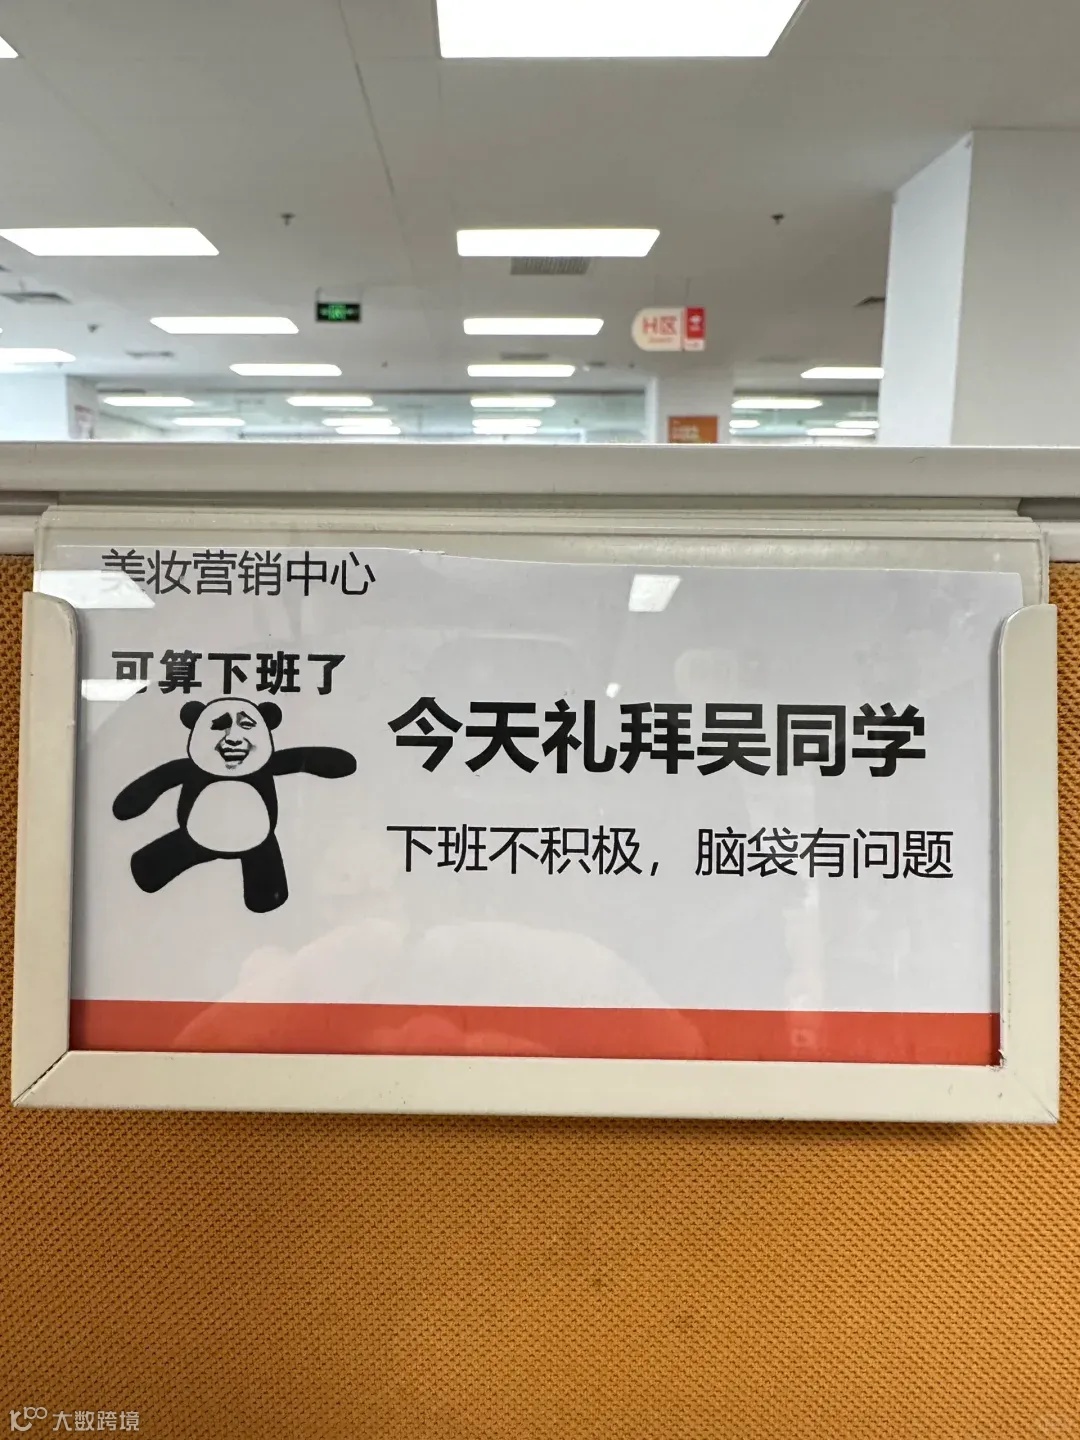 H区
美妆营销中心
可算下班了
今天礼拜吴同学
下班不积极，脑袋有问题
大数跨境